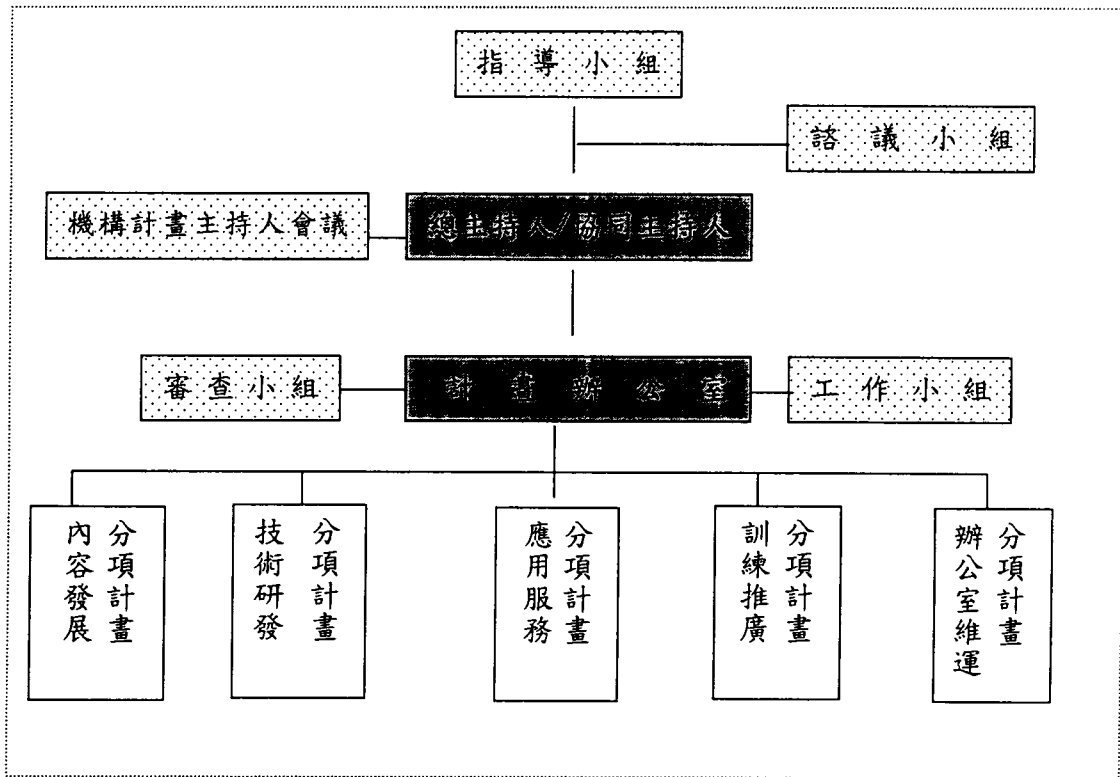 指導小組
諮議小組
機構計畫主持人會議
總主持人/協同主持人
審查小組
計畫辦公室
工作小組
分項計畫
內容發展
分項計畫
技術研發
分項計畫
應用服務
分項計畫
訓練推廣
分項計畫
辦公室維運